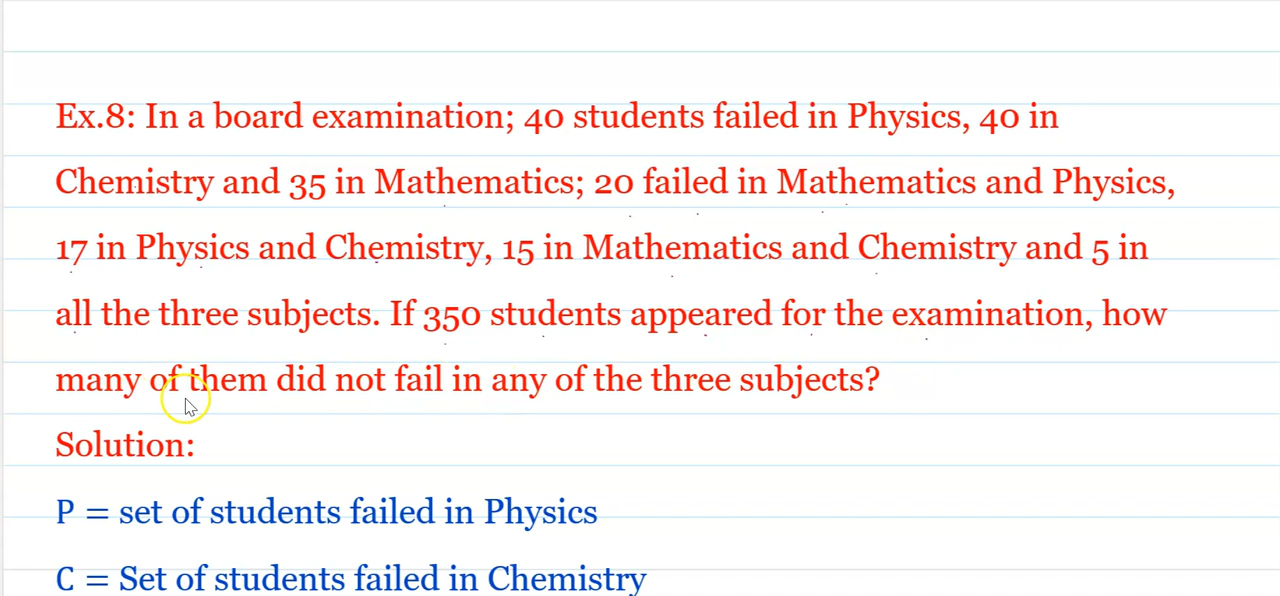 Ex.8: In a board examination; 40 students failed in Physics, 40 in
Chemistry and 35 in Mathematics; 20 failed in Mathematics and Physics,
17 in Physics and Chemistry, 15 in Mathematics and Chemistry and 5 in
all the three subjects. If 350 students appeared for the examination, how
many of them did not fail in any of the three subjects?
Solution:
P = set of students failed in Physics
C = Set of students failed in Chemistry